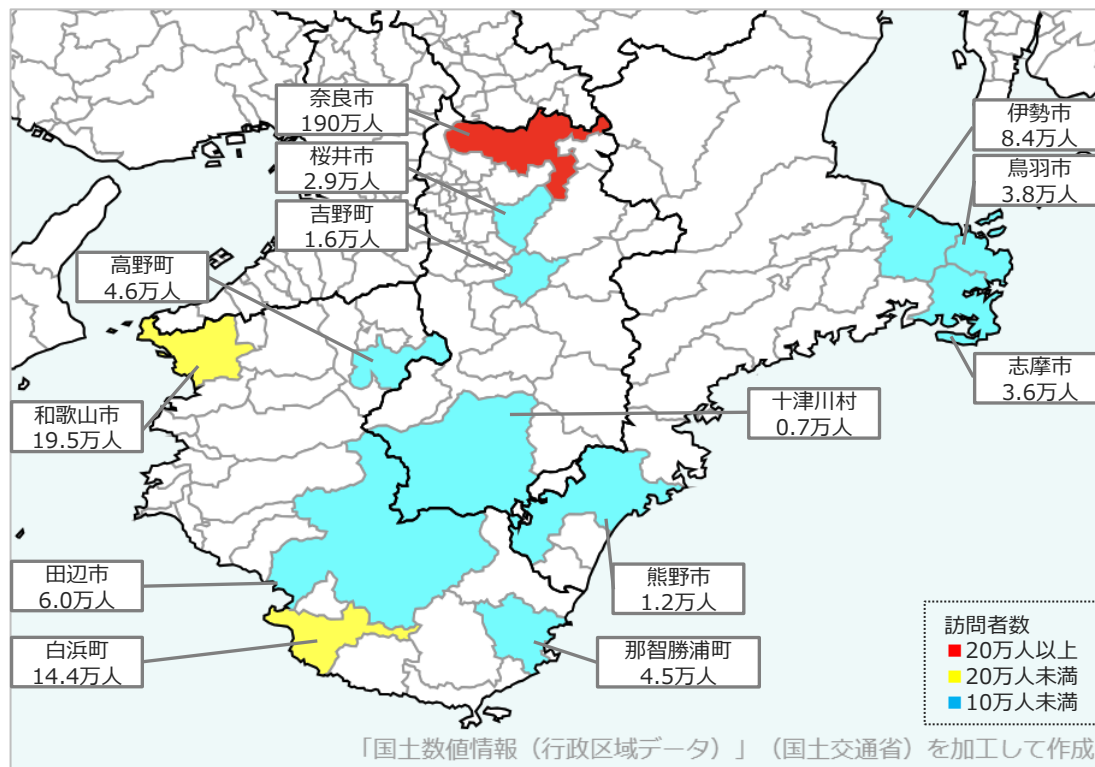 奈良市
190万人
桜井市
2.9万人
吉野町
1.6万人
高野町
4.6万人
和歌山市
19.5万人
田辺市
6.0万人
白浜町
14.4万人
伊勢市
8.4万人
鳥羽市
3.8万人
志摩市
3.6万人
十津川村
0.7万人
熊野市
1.2万人
那智勝浦町
4.5万人
訪問者数
■20万人以上
■20万人未満
■10万人未満
「国土数値情報（行政区域データ）」（国土交通省）を加工して作成